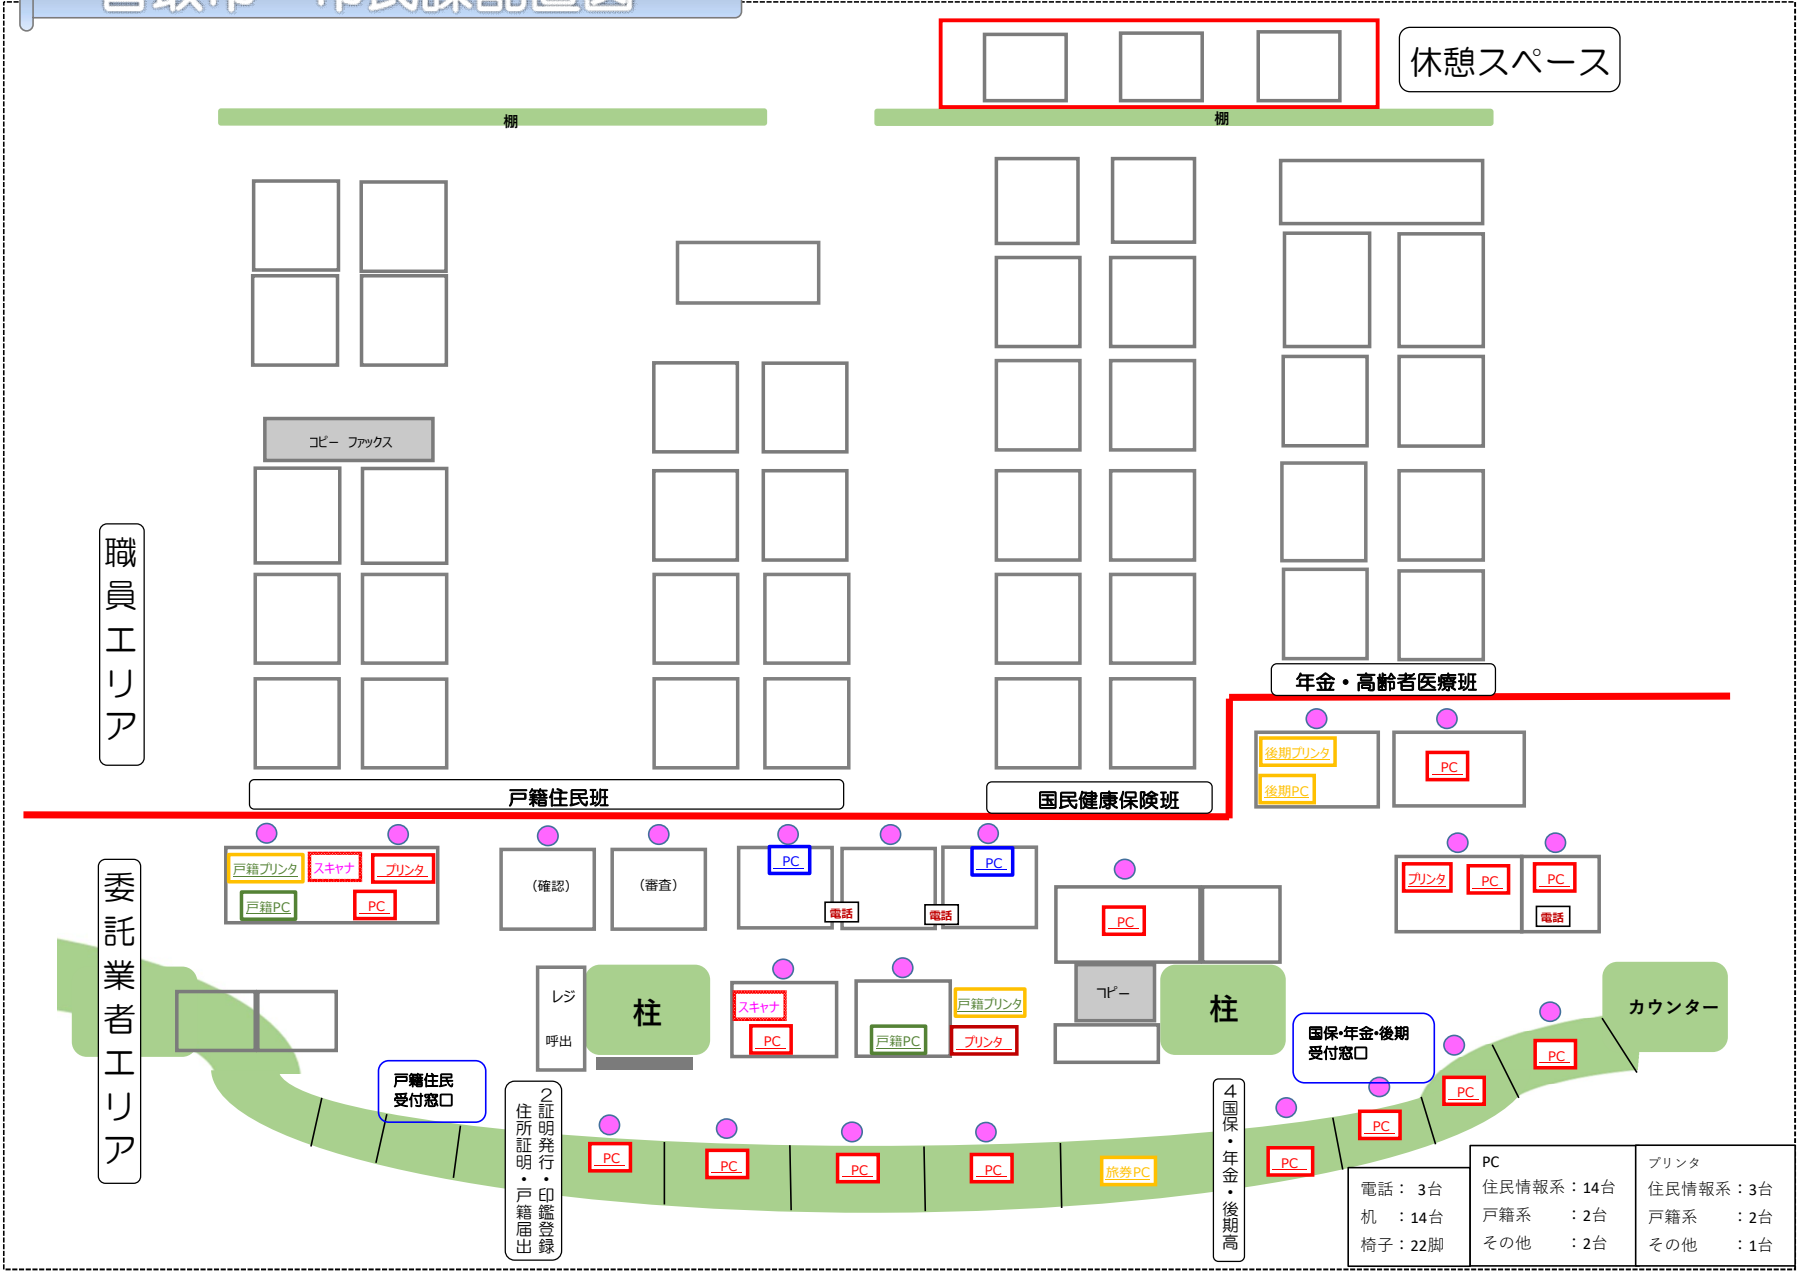 休憩スペース
棚
棚
コピー ファックス
職員エリア
年金・高齢者医療班
戸籍住民班
国民健康保険班
後期プリンタ
後期PC
PC
戸籍プリンタ
スキャナ
プリンタ
戸籍PC
PC
(確認)
(審査)
PC
電話
電話
PC
PC
プリンタ
PC
PC
電話
委託業者エリア
レジ
呼出
柱
スキャナ
PC
戸籍PC
戸籍プリンタ
プリンタ
コピー
柱
カウンター
国保・年金・後期
受付窓口
戸籍住民
受付窓口
2証明発行・印鑑登録
住所証明・戸籍届出
PC
PC
PC
PC
旅券PC
4国保・年金・後期高
PC
PC
PC
PC
電話: 3台
机 :14台
椅子:22脚
PC
住民情報系:14台
戸籍系 :2台
その他 :2台
プリンタ
住民情報系:3台
戸籍系 :2台
その他 :1台